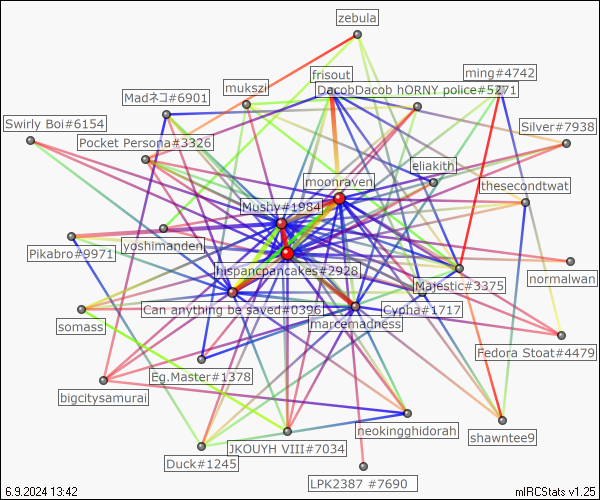 zebula
frisout
ming#4742
mukszi
DacobDacob hORNY police#5271
Madネコ#6901
Swirly Boi#6154
Silver#7938
Pocket Persona#3326
eliakith
moonraven
thesecondtwat
Mushy#1984
yoshimanden
Pikabro#9971
hispancpancakes#2928
normalwan
Majestic#3375
Can anything be saved#0396
Cypha#1717
somass
marcemadness
Fedora Stoat#4479
Eg.Master#1378
bigcitysamurai
neokingghidorah
shawntee9
JKOUYH VIII#7034
Duck#1245
LPK2387 #7690
6.9.2024 13:42
mIRCStats v1.25